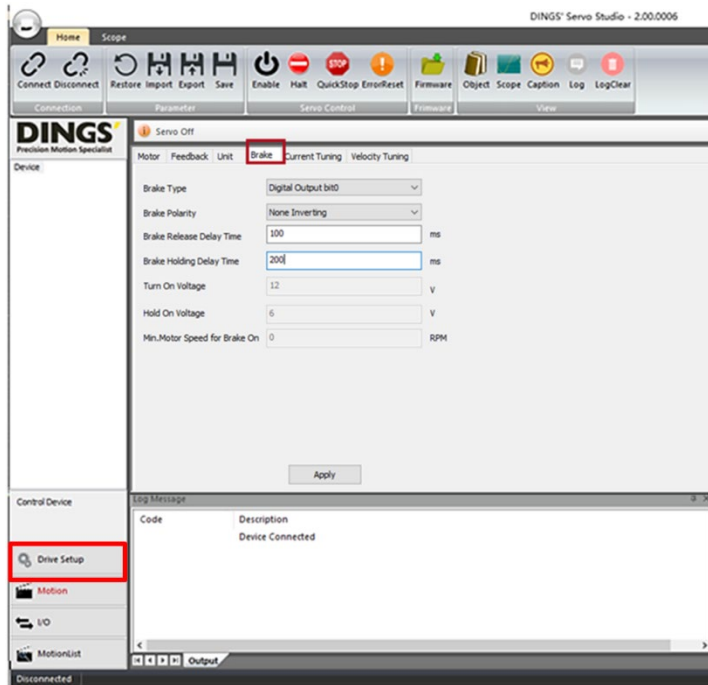 DINGS' Servo Studio - 2.00.0006
Home Scope
Connect Disconnect Restore Import Export Save Enable Halt QuickStop ErrorReset Firmware Object Scope Caption Log LogClear
Connection Parameter Servo Control Firmware View
STOP
DINGS'
Precision Motion Specialist
Device
Servo Off
Motor Feedback Unit Brake Current Tuning Velocity Tuning
Brake Type Digital Output bit0
Brake Polarity None Inverting
Brake Release Delay Time 100 ms
Brake Holding Delay Time 200 ms
Turn On Voltage 12 V
Hold On Voltage 6 V
Min.Motor Speed for Brake On 0 RPM
Apply
Control Device
Drive Setup
Motion
I/O
MotionList
Log Message
Code Description
Device Connected
Output
Disconnected